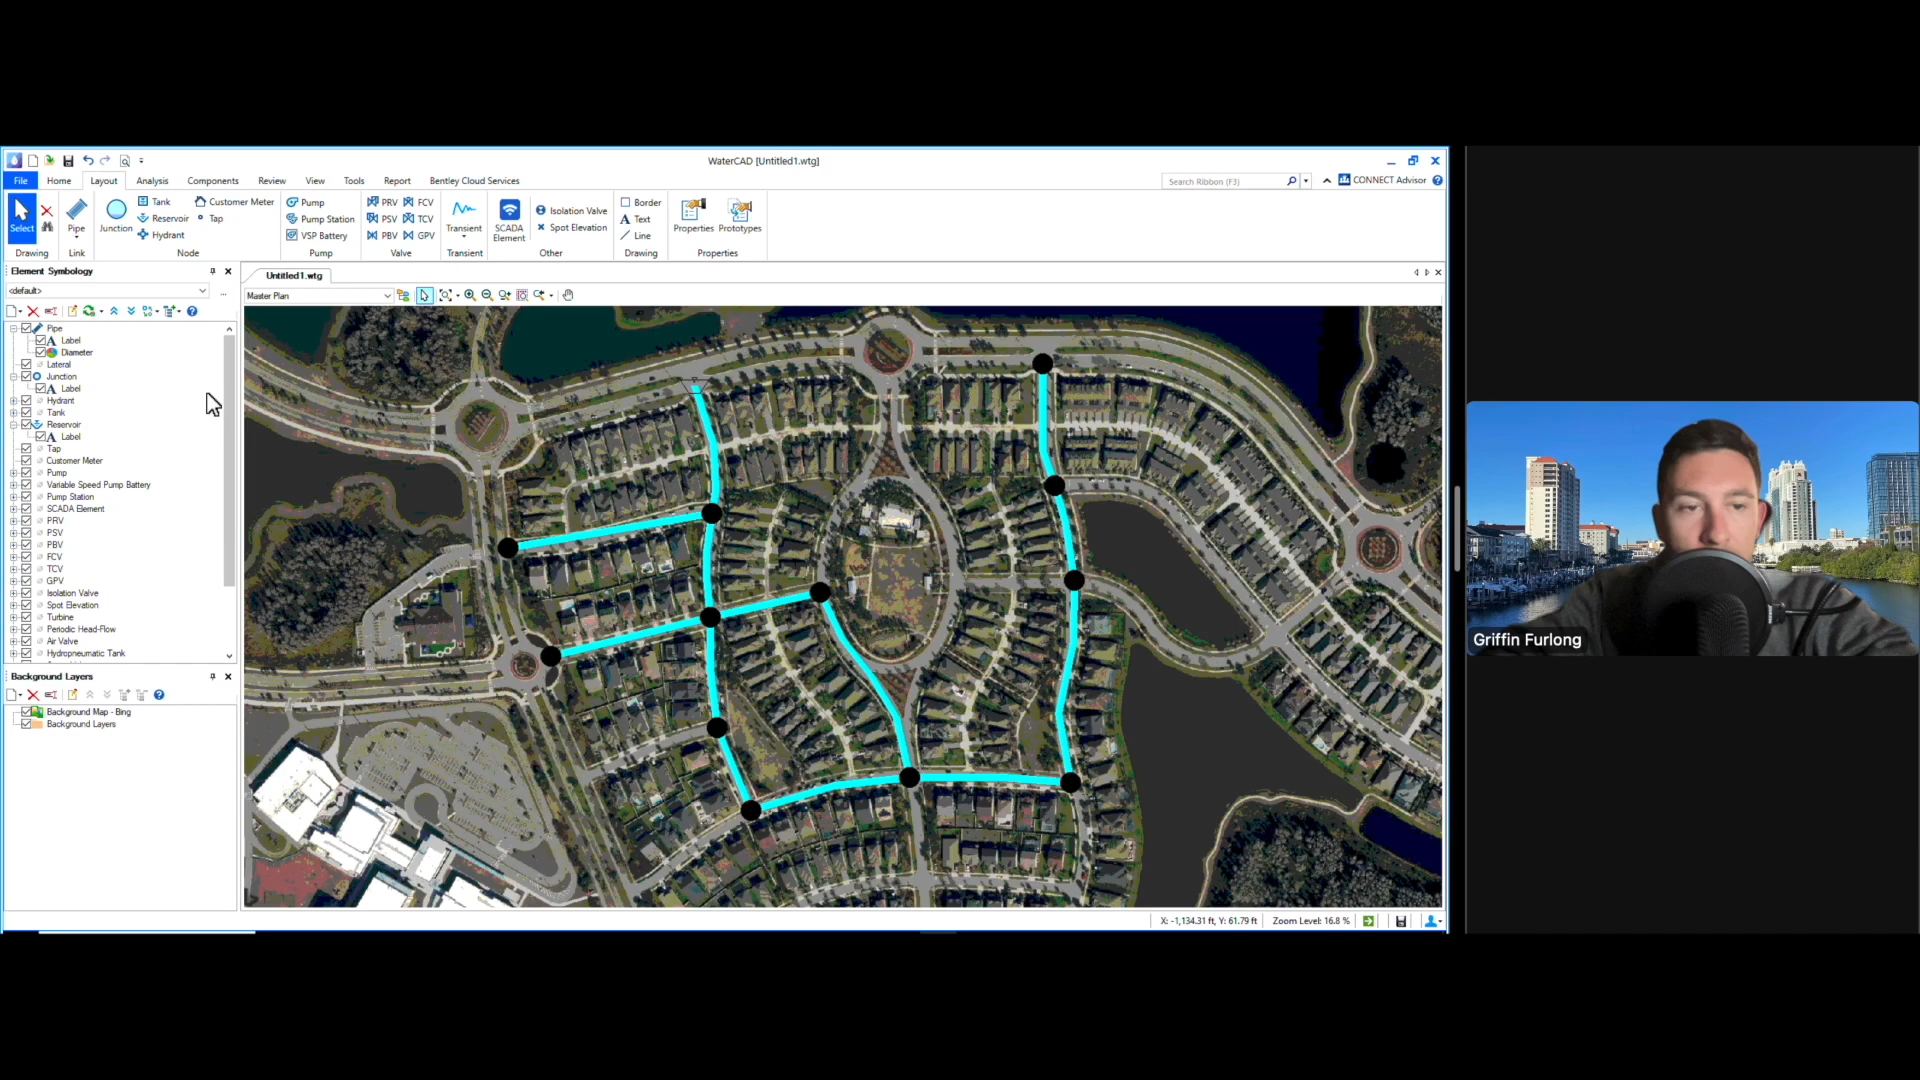 WaterCAD [Untitled1.wtg]
File Home Layout Analysis Components Review View Tools Report Bentley Cloud Services
Search Ribbon (F3) CONNECT Advisor
Select
Drawing
Pipe
Link
Junction
Tank
Reservoir
Hydrant
Customer Meter
Tap
Node
Pump
Pump Station
VSP Battery
Pump
PRV FCV
PSV TCV
PBV GPV
Valve
Transient
Transient
SCADA
Element
Isolation Valve
Spot Elevation
Other
Border
Text
Line
Drawing
Properties
Prototypes
Properties
Element Symbology
<default>
Pipe
Label
Diameter
Lateral
Junction
Label
Hydrant
Tank
Reservoir
Label
Tap
Customer Meter
Pump
Variable Speed Pump Battery
Pump Station
SCADA Element
PRV
PSV
PBV
FCV
TCV
GPV
Isolation Valve
Spot Elevation
Turbine
Periodic Head-Flow
Air Valve
Hydropneumatic Tank
Background Layers
Background Map - Bing
Background Layers
Untitled1.wtg
Master Plan
X: -1,134.31 ft, Y: 61.79 ft Zoom Level: 16.8 %
Griffin Furlong